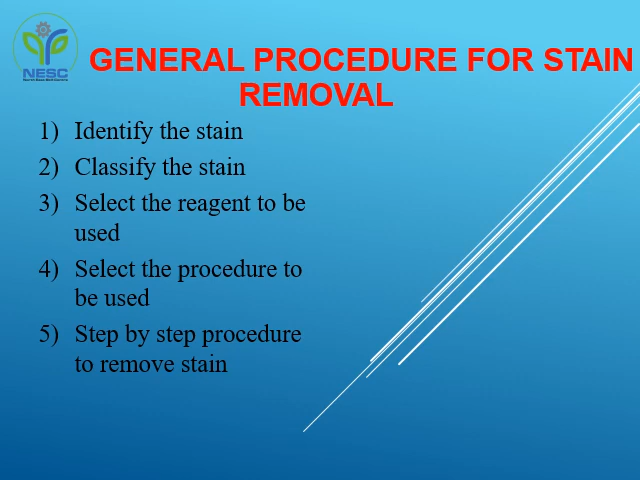 NESC
GENERAL PROCEDURE FOR STAIN
REMOVAL
1) Identify the stain
2) Classify the stain
3) Select the reagent to be
used
4) Select the procedure to
be used
5) Step by step procedure
to remove stain